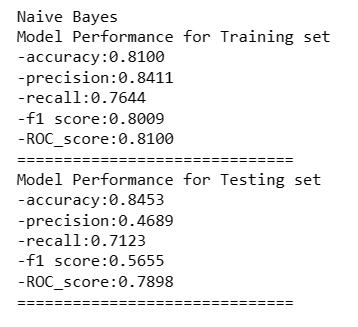 Naive Bayes
Model Performance for Training set
-accuracy:0.8100
-precision:0.8411
-recall:0.7644
-f1 score:0.8009
-ROC_score:0.8100
==============================
Model Performance for Testing set
-accuracy:0.8453
-precision:0.4689
-recall:0.7123
-f1 score:0.5655
-ROC_score:0.7898
==============================